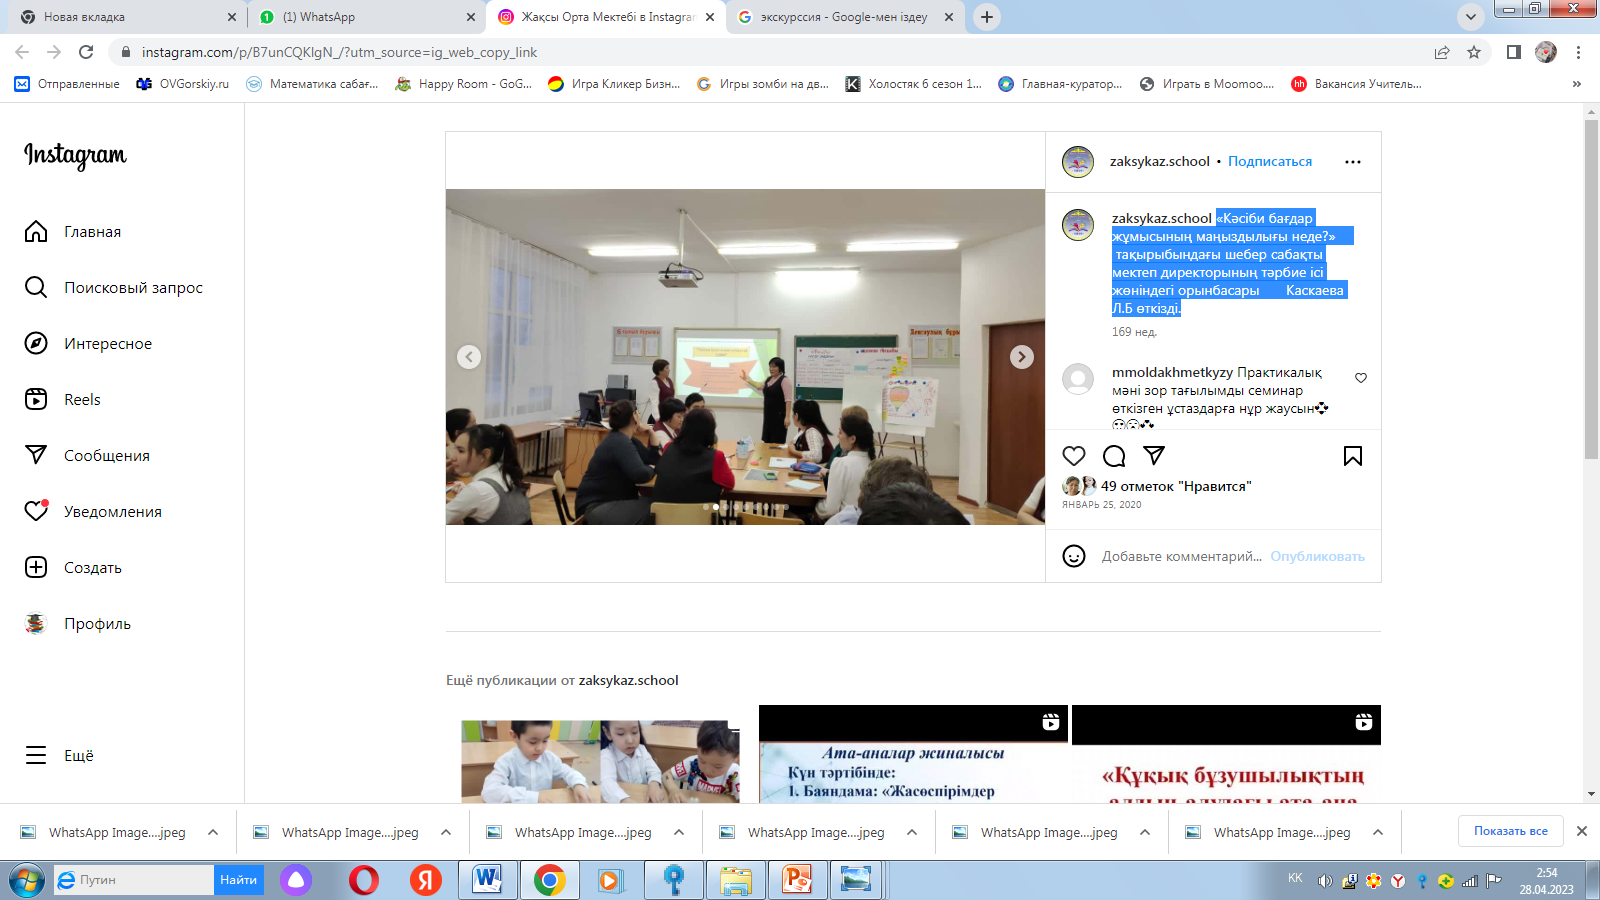 Новая вкладка
(1) WhatsApp
Жақсы Орта Мектебі в Instagram
экскурссия - Google-мен іздеу
instagram.com/p/B7unCQKlgN_/?utm_source=ig_web_copy_link
Отправленные
OVGorskiy.ru
Математика сабағ...
Happy Room - GoG...
Игра Кликер Бизн...
Игры зомби на дв...
Холостяк 6 сезон 1...
Главная-куратор...
Играть в Moomoo....
Вакансия Учитель...
Instagram
Главная
Поисковый запрос
Интересное
Reels
Сообщения
Уведомления
Создать
Профиль
Ещё
zaksykaz.school • Подписаться
zaksykaz.school «Кәсіби бағдар
жұмысының маңыздылығы неде?»
тақырыбындағы шебер сабақты
мектеп директорының тәрбие ісі
жөніндегі орынбасары Каскаева
Л.Б өткізді.
169 нед.
mmoldakhmetkyzy Практикалық
мәні зор тағылымды семинар
өткізген ұстаздарға нұр жаусын
49 отметок "Нравится"
ЯНВАРЬ 25, 2020
Добавьте комментарий...
Опубликовать
Ещё публикации от zaksykaz.school
Ата-аналар жиналысы
Күн тәртібінде:
1. Баяндама: «Жасөспірімдер
«Құқық бұзушылықтың
WhatsApp Image....jpeg
WhatsApp Image....jpeg
WhatsApp Image....jpeg
WhatsApp Image....jpeg
WhatsApp Image....jpeg
WhatsApp Image....jpeg
Показать все
Путин
Найти
KK
2:54
28.04.2023